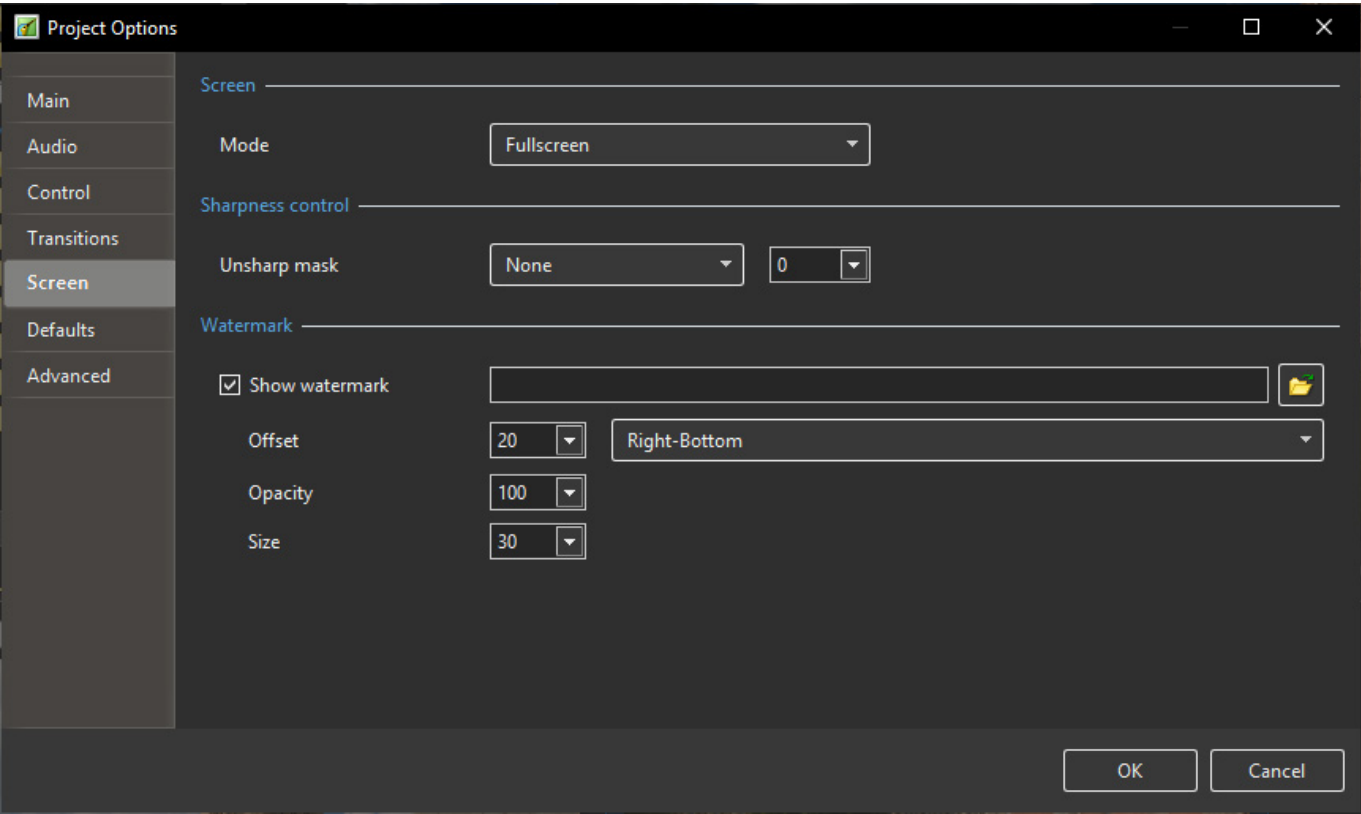 Project Options
Main
Audio
Control
Transitions
Screen
Defaults
Advanced
Screen
Mode Fullscreen
Sharpness control
Unsharp mask None 0
Watermark
Show watermark
Offset 20 Right-Bottom
Opacity 100
Size 30
OK Cancel